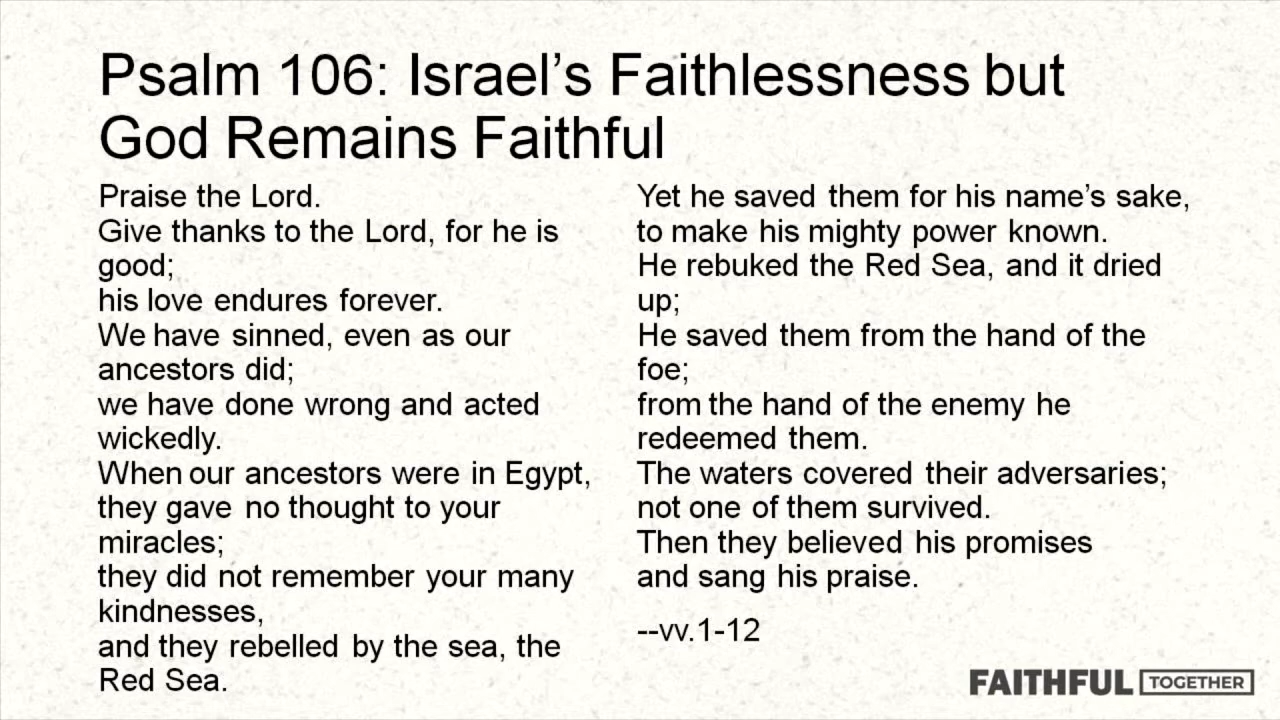 Psalm 106: Israel’s Faithlessness but
God Remains Faithful
Praise the Lord.
Give thanks to the Lord, for he is
good;
his love endures forever.
We have sinned, even as our
ancestors did;
we have done wrong and acted
wickedly.
When our ancestors were in Egypt,
they gave no thought to your
miracles;
they did not remember your many
kindnesses,
and they rebelled by the sea, the
Red Sea.
Yet he saved them for his name’s sake,
to make his mighty power known.
He rebuked the Red Sea, and it dried
up;
He saved them from the hand of the
foe;
from the hand of the enemy he
redeemed them.
The waters covered their adversaries;
not one of them survived.
Then they believed his promises
and sang his praise.
--vv.1-12
FAITHFUL TOGETHER